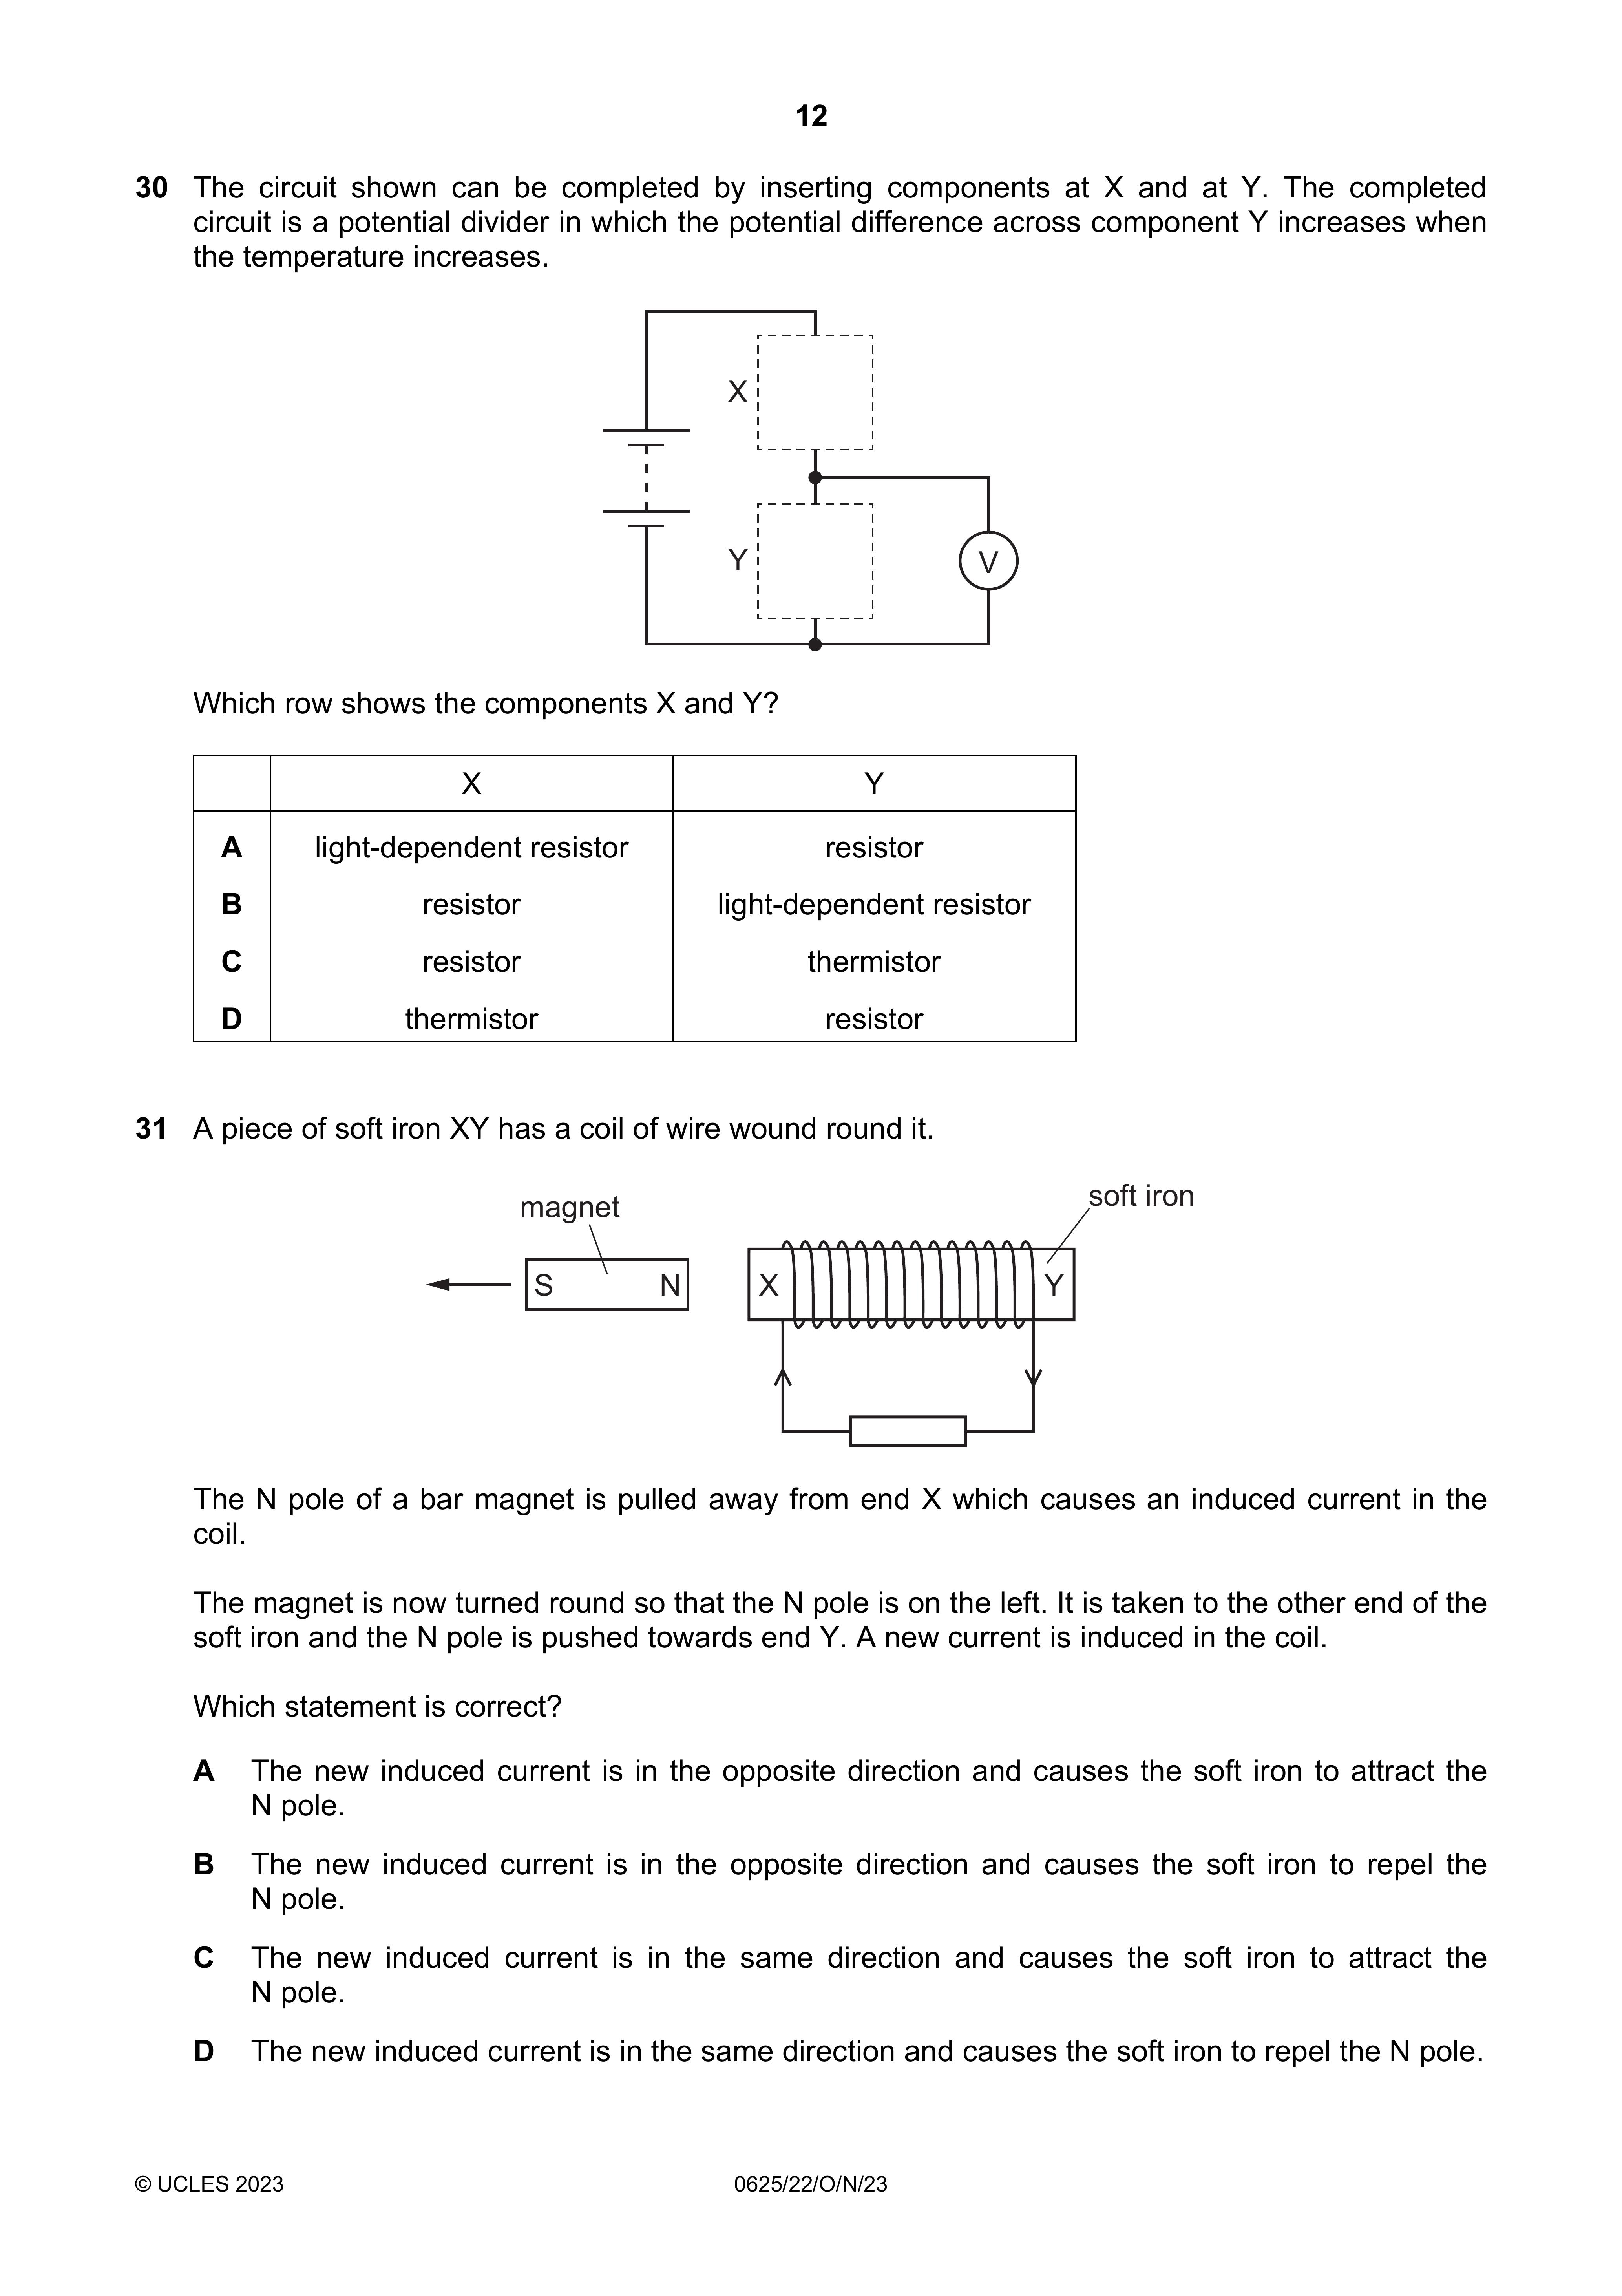 12
30 The circuit shown can be completed by inserting components at X and at Y. The completed
circuit is a potential divider in which the potential difference across component Y increases when
the temperature increases.
X
Y
V
Which row shows the components X and Y?
X Y
A light-dependent resistor resistor
B resistor light-dependent resistor
C resistor thermistor
D thermistor resistor
31 A piece of soft iron XY has a coil of wire wound round it.
magnet
soft iron
S N X Y
The N pole of a bar magnet is pulled away from end X which causes an induced current in the
coil.
The magnet is now turned round so that the N pole is on the left. It is taken to the other end of the
soft iron and the N pole is pushed towards end Y. A new current is induced in the coil.
Which statement is correct?
A The new induced current is in the opposite direction and causes the soft iron to attract the
N pole.
B The new induced current is in the opposite direction and causes the soft iron to repel the
N pole.
C The new induced current is in the same direction and causes the soft iron to attract the
N pole.
D The new induced current is in the same direction and causes the soft iron to repel the N pole.
© UCLES 2023 0625/22/O/N/23